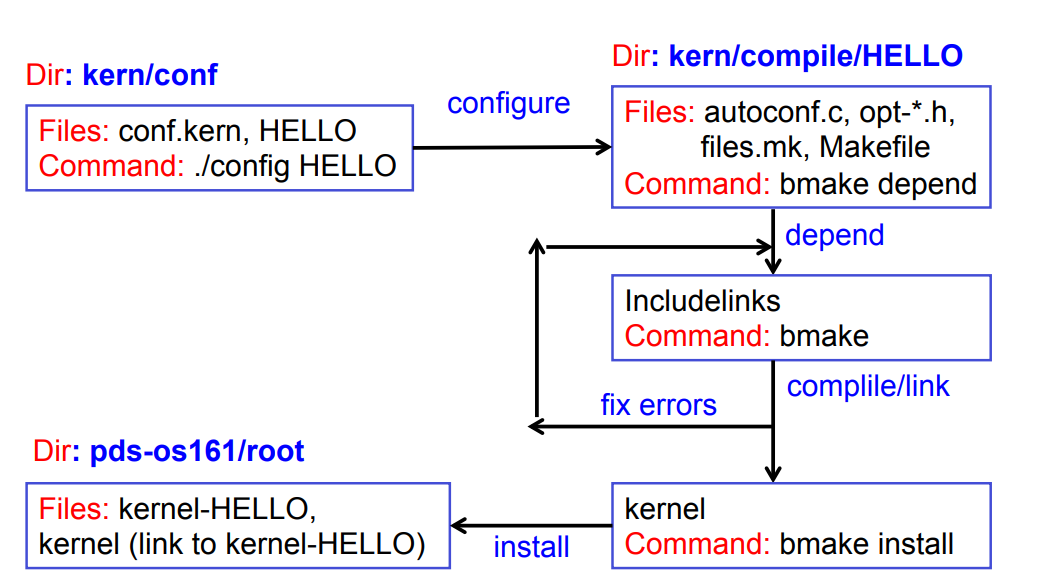 Dir: kern/conf
Files: conf.kern, HELLO
Command: ./config HELLO
configure
Dir: kern/compile/HELLO
Files: autoconf.c, opt-*.h,
files.mk, Makefile
Command: bmake depend
depend
Includelinks
Command: bmake
complile/link
fix errors
kernel
Command: bmake install
install
Dir: pds-os161/root
Files: kernel-HELLO,
kernel (link to kernel-HELLO)